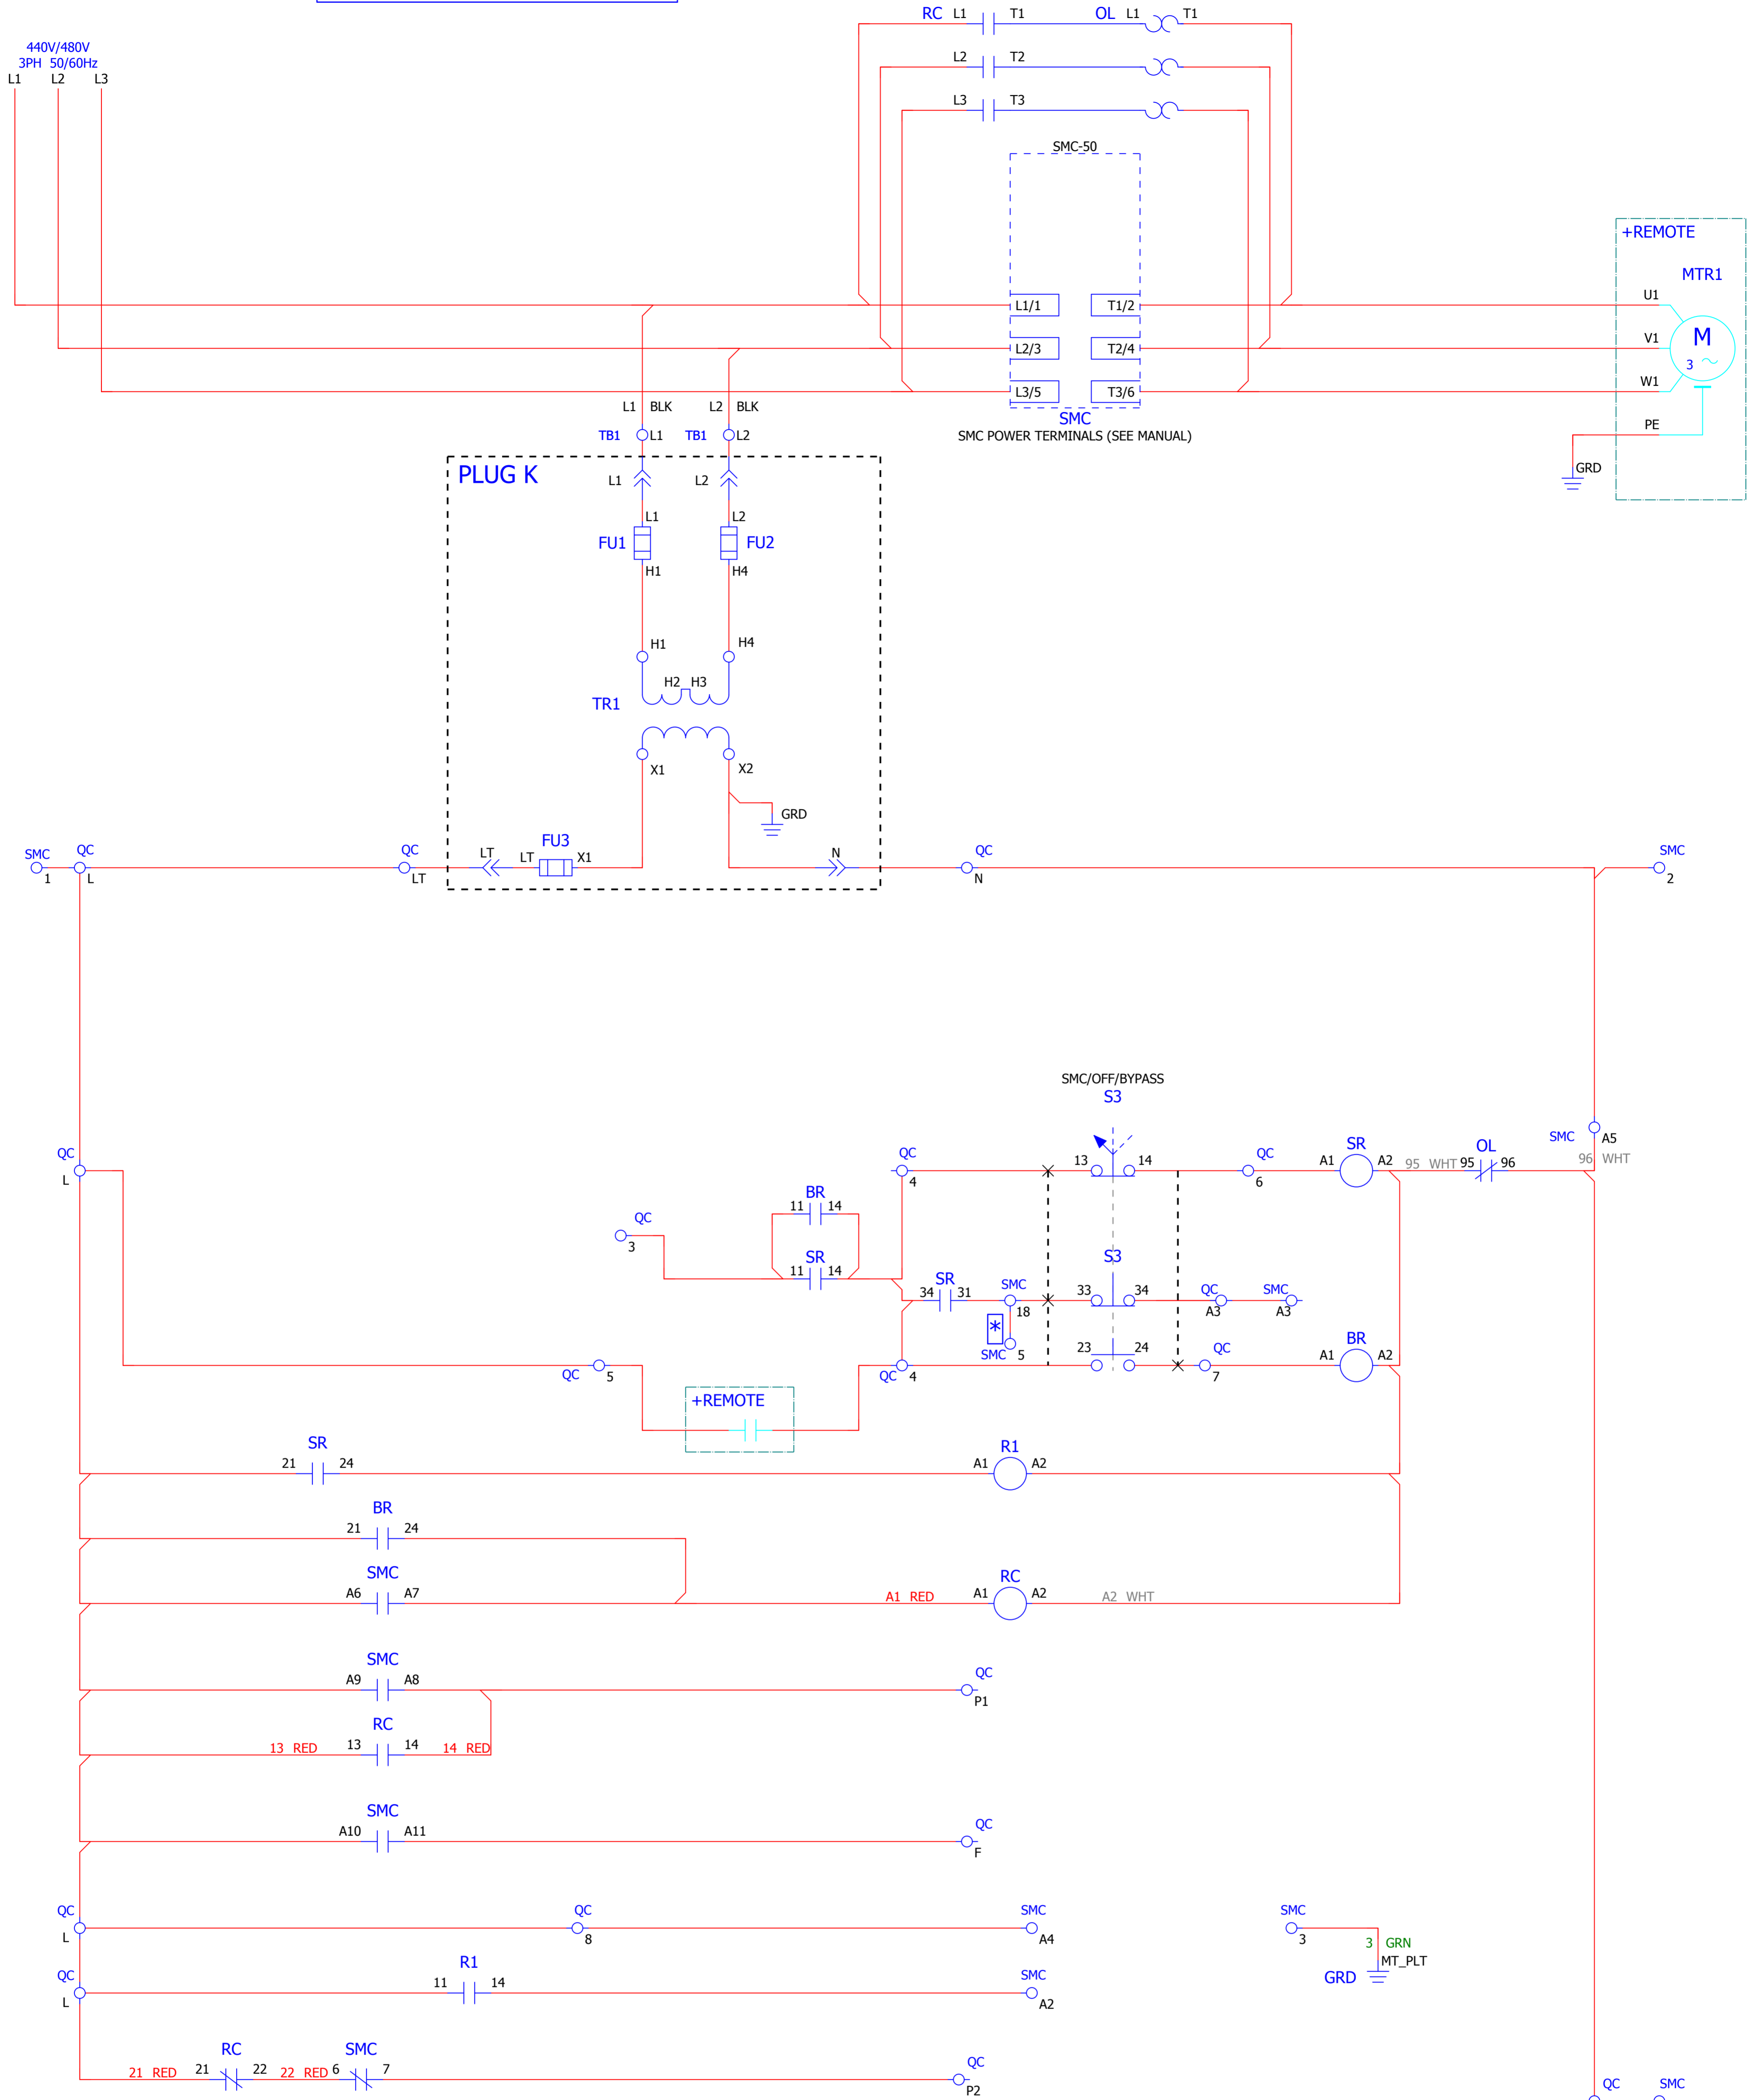 RC L1 T1 OL L1 T1
440V/480V
3PH 50/60Hz
L1 L2 L3
L2 T2
L3 T3
SMC-50
+REMOTE
MTR1
L1/1 T1/2 U1
L2/3 T2/4 V1 M
3
L3/5 T3/6 W1
L1 BLK L2 BLK
SMC
PE
TB1 L1 TB1 L2
SMC POWER TERMINALS (SEE MANUAL)
GRD
PLUG K
L1 L2
L1 L2
FU1 FU2
H1 H4
H1 H4
H2 H3
TR1
X1 X2
GRD
FU3
SMC QC QC LT LT X1 N QC SMC
1 L LT N 2
SMC/OFF/BYPASS
S3
SMC A5
QC QC 13 14 QC SR OL
A1 A2 95 WHT 95 96 96 WHT
L 4 6
BR
11 14
QC
3
SR S3
11 14
SR SMC QC SMC
34 31 33 34
18 A3 A3
*
SMC 5 23 24 QC BR
A1 A2
QC 5 QC 4 7
+REMOTE
SR R1
21 24 A1 A2
BR
21 24
SMC RC
A6 A7 A1 RED A1 A2 A2 WHT
SMC
A9 A8 QC
P1
RC
13 RED 13 14 14 RED
SMC
A10 A11 QC
F
QC QC SMC SMC
L 8 A4 3
3 GRN
MT_PLT
GRD
QC R1 SMC
11 14
L A2
RC SMC
21 RED 21 22 22 RED 6 7 QC
P2
QC SMC